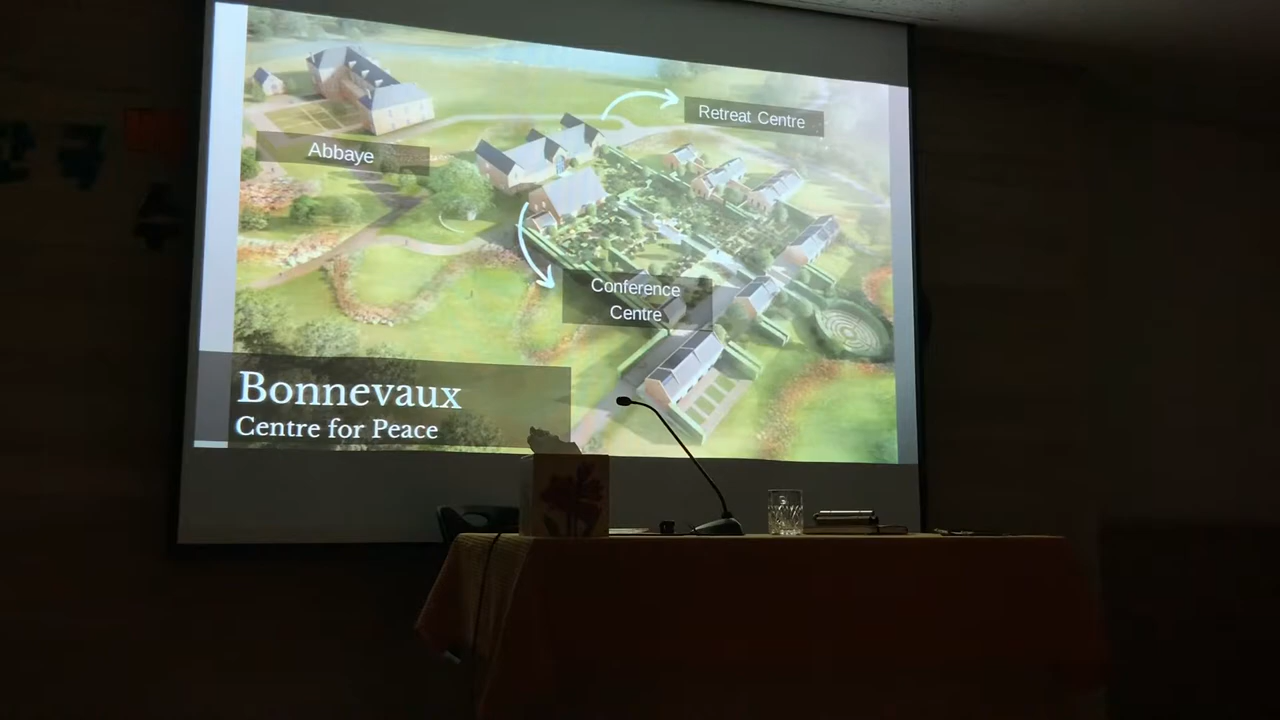 Retreat Centre
Abbaye
Conference
Centre
Bonnevaux
Centre for Peace